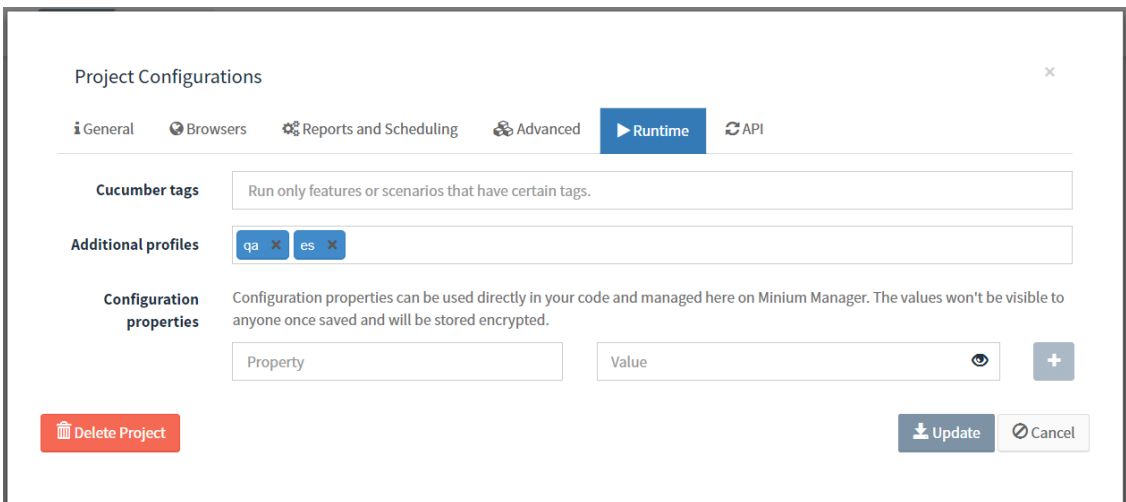 Project Configurations ×
General Browsers Reports and Scheduling Advanced Runtime API
Cucumber tags Run only features or scenarios that have certain tags.
Additional profiles qa × es ×
Configuration properties can be used directly in your code and managed here on Minium Manager. The values won't be visible to
Configuration
properties anyone once saved and will be stored encrypted.
Property Value +
Delete Project Update Cancel